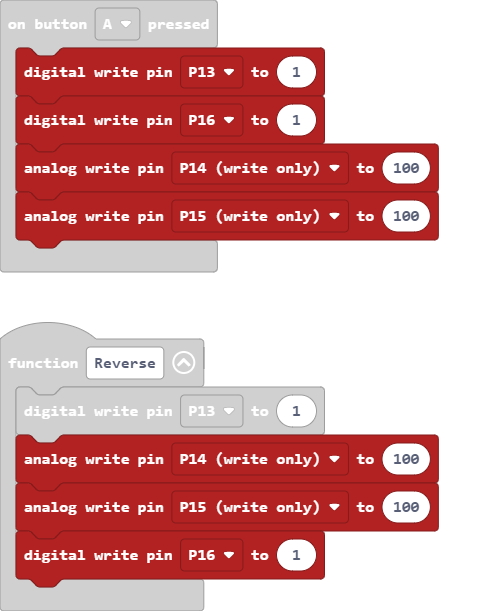 on button A pressed
digital write pin P13 to 1
digital write pin P16 to 1
analog write pin P14 (write only) to 100
analog write pin P15 (write only) to 100
function Reverse
digital write pin P13 to 1
analog write pin P14 (write only) to 100
analog write pin P15 (write only) to 100
digital write pin P16 to 1